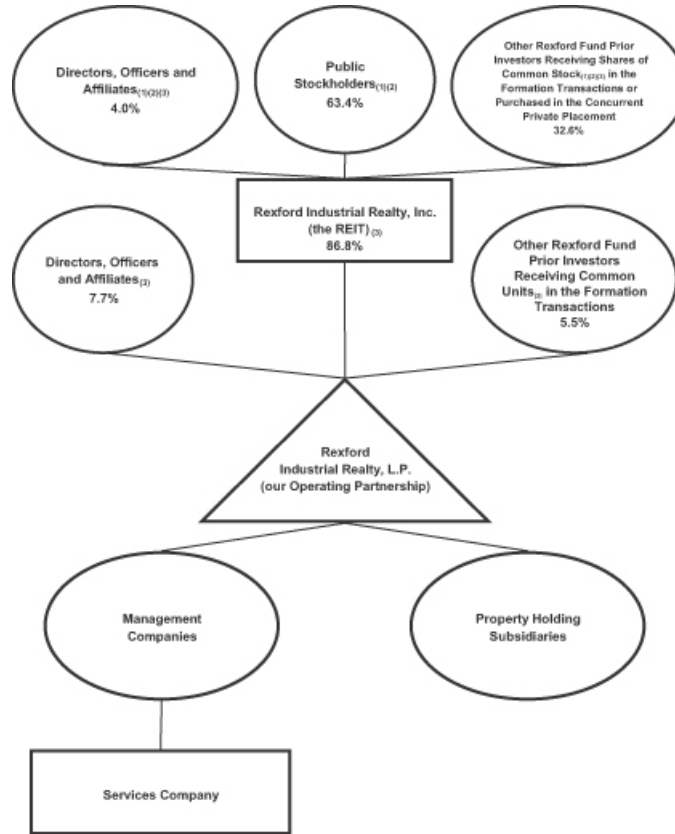 Directors, Officers and
Affiliates(1)(2)(3)
4.0%
Public
Stockholders(1)(2)
63.4%
Other Rexford Fund Prior
Investors Receiving Shares of
Common Stock(1)(2)(3) in the
Formation Transactions or
Purchased in the Concurrent
Private Placement
32.6%
Rexford Industrial Realty, Inc.
(the REIT) (3)
86.8%
Directors, Officers
and Affiliates(3)
7.7%
Other Rexford Fund
Prior Investors
Receiving Common
Units(3) in the Formation
Transactions
5.5%
Rexford
Industrial Realty, L.P.
(our Operating Partnership)
Management
Companies
Property Holding
Subsidiaries
Services Company